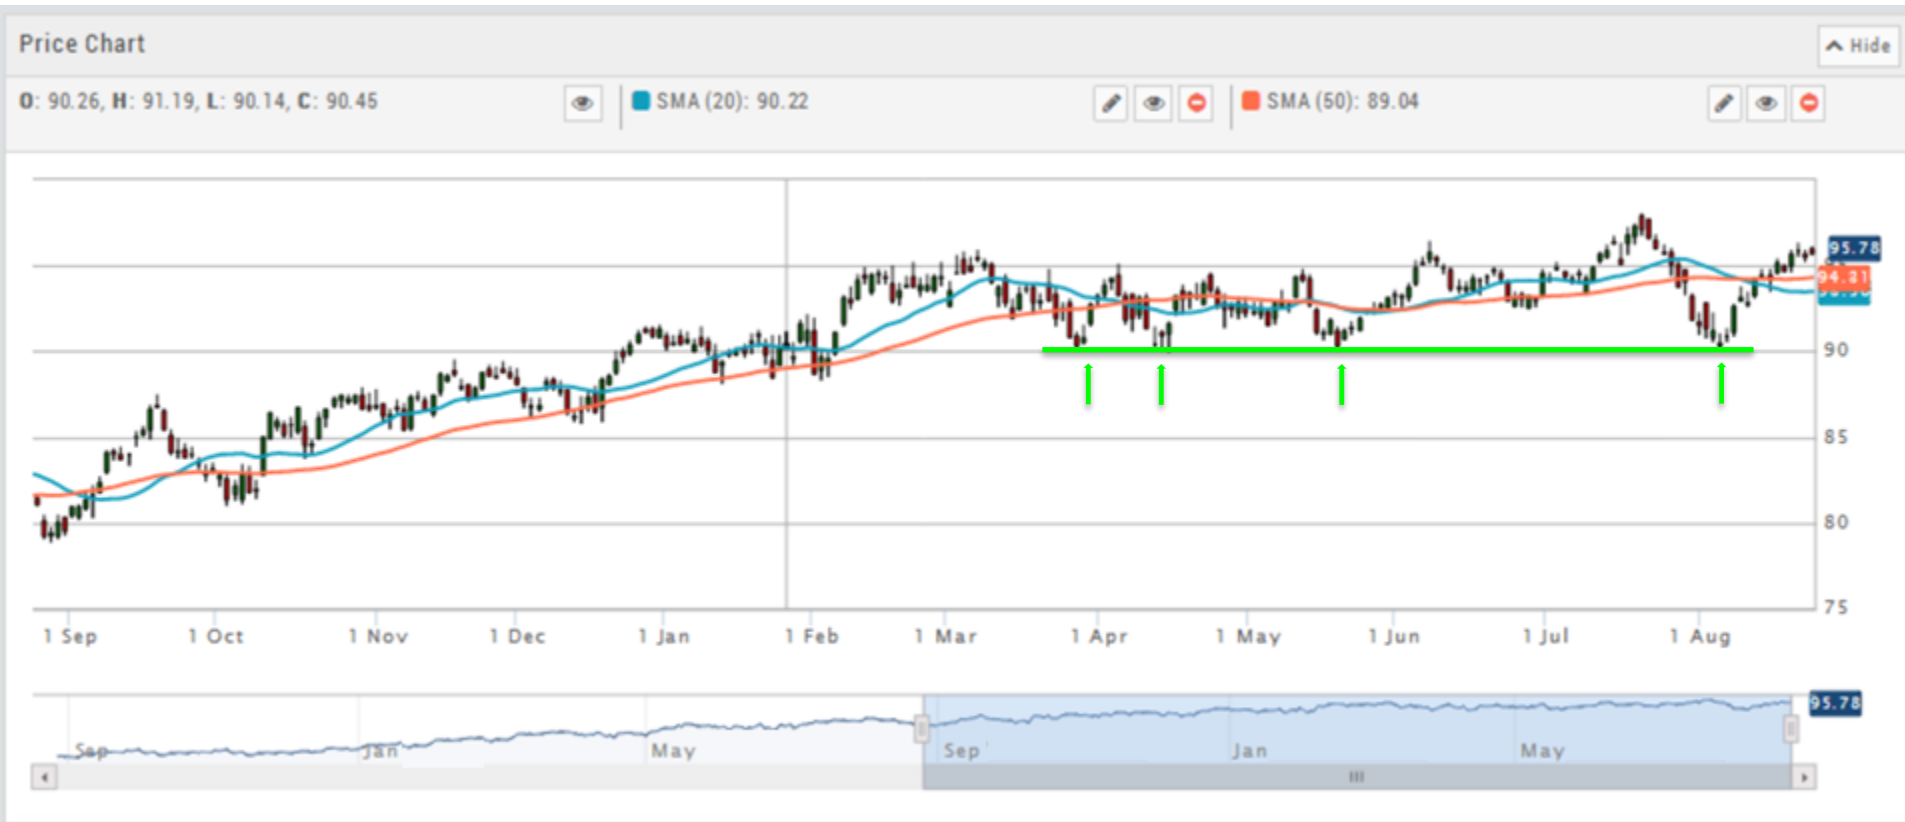 Price Chart
Hide
O: 90.26, H: 91.19, L: 90.14, C: 90.45
SMA (20): 90.22
SMA (50): 89.04
95.78
94.21
90
85
80
75
1 Sep 1 Oct 1 Nov 1 Dec 1 Jan 1 Feb 1 Mar 1 Apr 1 May 1 Jun 1 Jul 1 Aug
95.78
Sep Jan May Sep Jan May